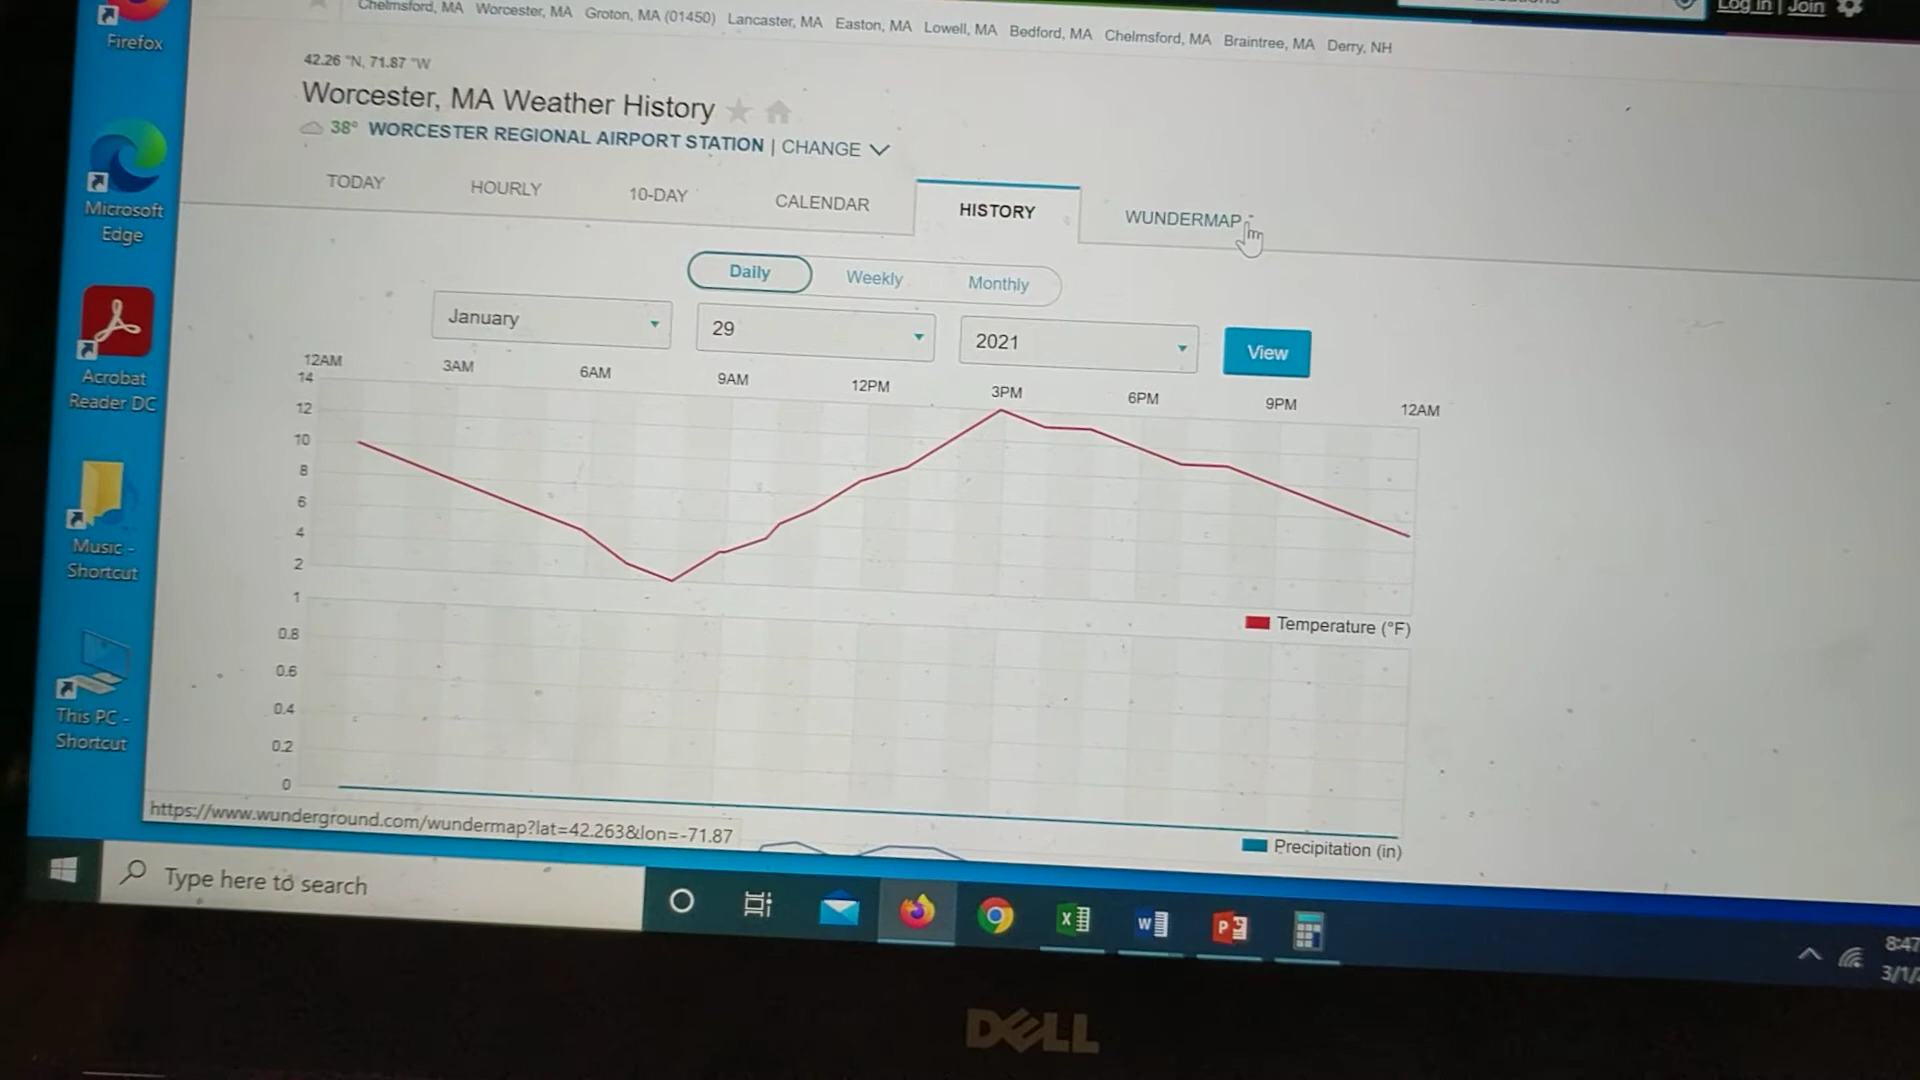 Chelmsford, MA Worcester, MA Groton, MA (01450) Lancaster, MA Easton, MA Lowell, MA Bedford, MA Chelmsford, MA Braintree, MA Derry, NH
Log In | Join
42.26 °N, 71.87 °W
Worcester, MA Weather History
38° WORCESTER REGIONAL AIRPORT STATION | CHANGE
TODAY HOURLY 10-DAY CALENDAR HISTORY WUNDERMAP
Daily Weekly Monthly
January 29 2021 View
12AM 3AM 6AM 9AM 12PM 3PM 6PM 9PM 12AM
14
12
10
8
6
4
2
Temperature (°F)
1
0.8
0.6
0.4
0.2
0
Precipitation (in)
https://www.wunderground.com/wundermap?lat=42.263&lon=-71.87
Firefox
Microsoft
Edge
Acrobat
Reader DC
Music -
Shortcut
This PC -
Shortcut
Type here to search
8:47
3/1/
DELL